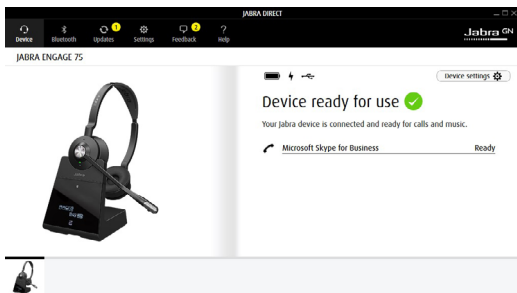 JABRA DIRECT
Device
Bluetooth
Updates 1
Settings
Feedback 2
Help
Jabra GN
JABRA ENGAGE 75
Device settings
Device ready for use
Your Jabra device is connected and ready for calls and music.
Microsoft Skype for Business Ready